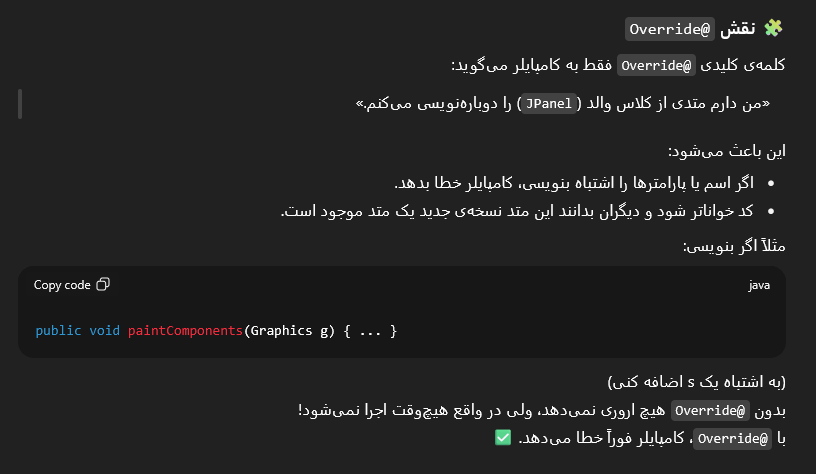 🧩 نقش @Override
کلمه‌ی کلیدی @Override فقط به کامپایلر می‌گوید:
«من دارم متدی از کلاس والد (JPanel) را دوباره‌نویسی می‌کنم.»
این باعث می‌شود:
• اگر اسم یا پارامترها را اشتباه بنویسی، کامپایلر خطا بدهد.
• کد خواناتر شود و دیگران بدانند این متد نسخه‌ی جدید یک متد موجود است.
مثلاً اگر بنویسی:
java
Copy code
public void paintComponents(Graphics g) { ... }
(به اشتباه یک s اضافه کنی)
بدون @Override هیچ اروری نمی‌دهد، ولی در واقع هیچ‌وقت اجرا نمی‌شود!
با @Override، کامپایلر فوراً خطا می‌دهد. ✅